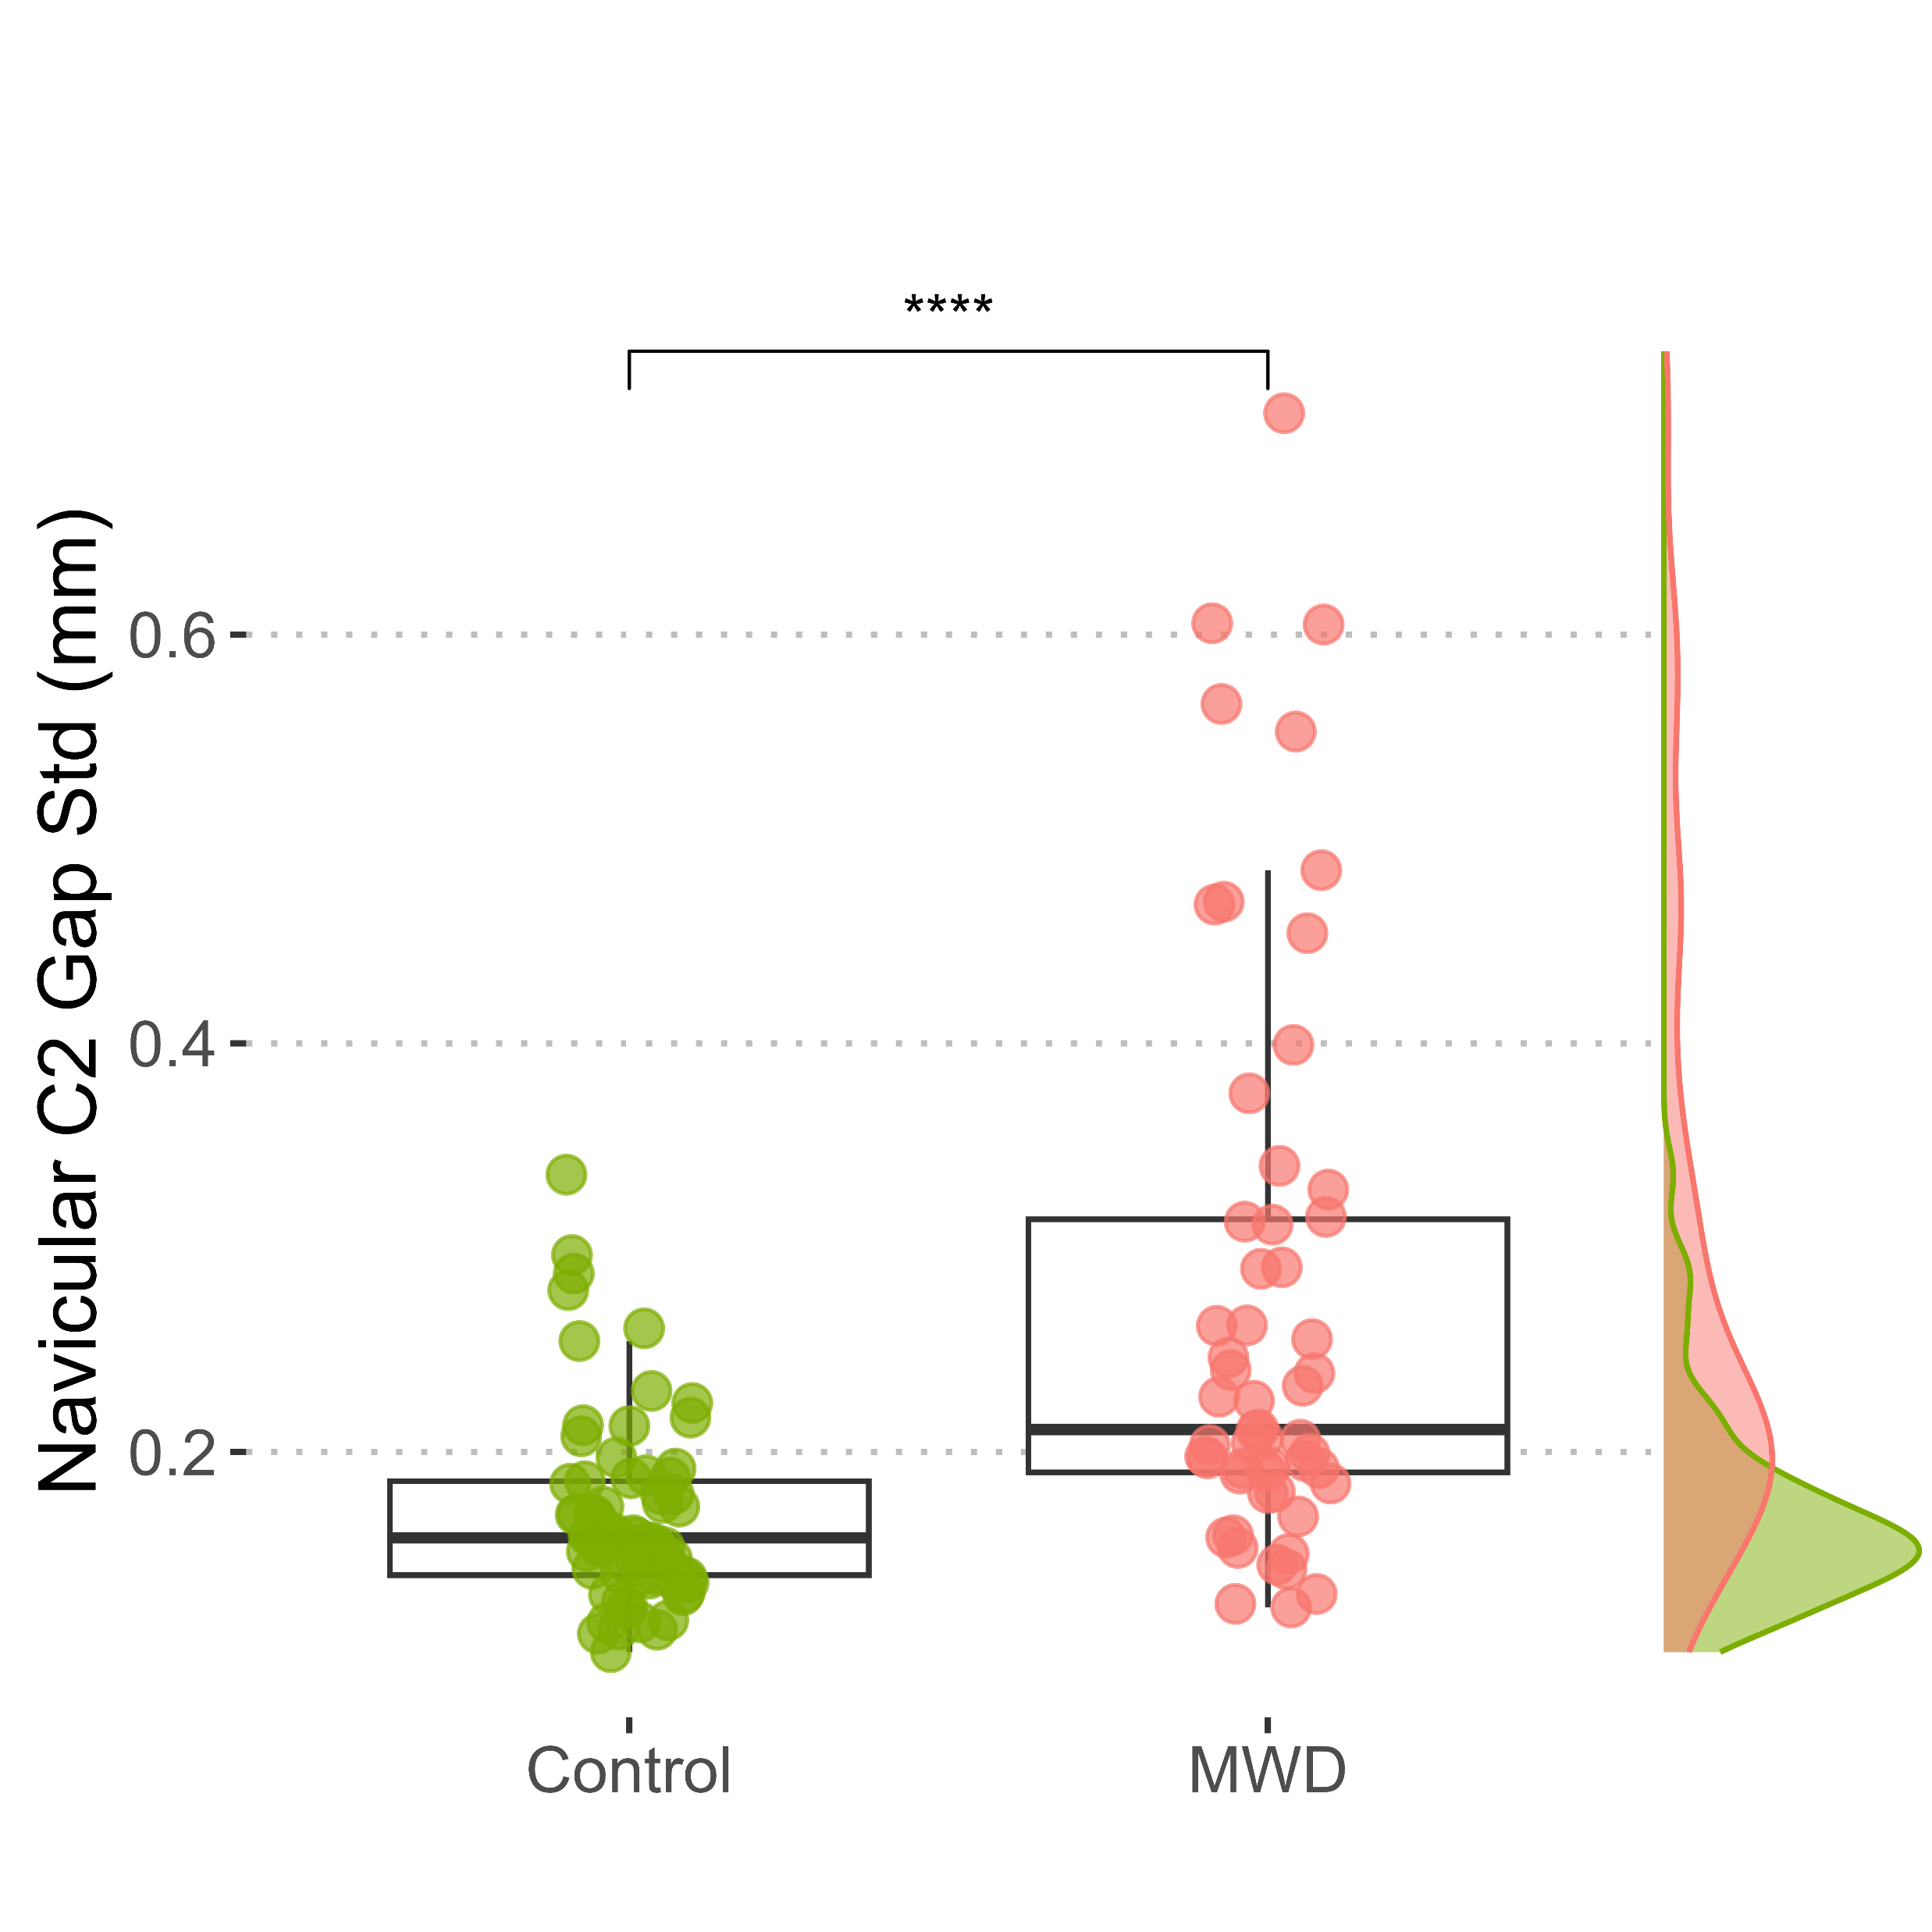 ****
Navicular C2 Gap Std (mm)
0.6
0.4
0.2
Control
MWD